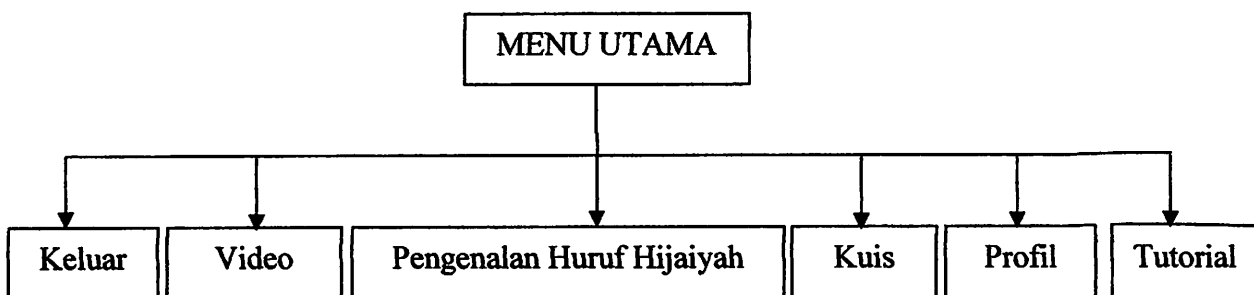 MENU UTAMA
Keluar
Video
Pengenalan Huruf Hijaiyah
Kuis
Profil
Tutorial